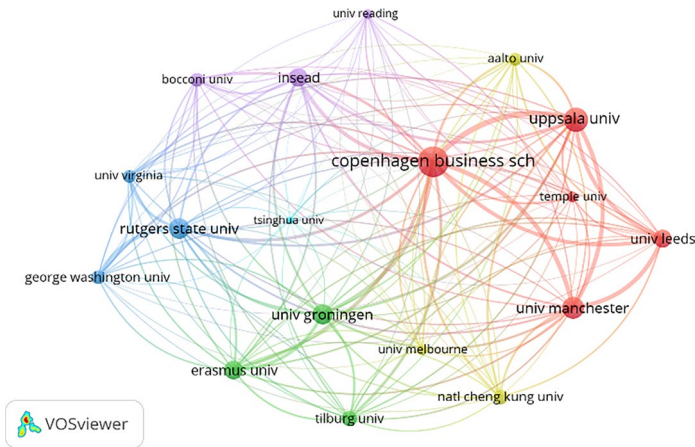 univ reading
aalto univ
bocconi univ
insead
uppsala univ
copenhagen business sch
univ virginia
temple univ
tsinghua univ
rutgers state univ
univ leeds
george washington univ
univ manchester
univ groningen
univ melbourne
erasmus univ
natl cheng kung univ
tilburg univ
VOSviewer